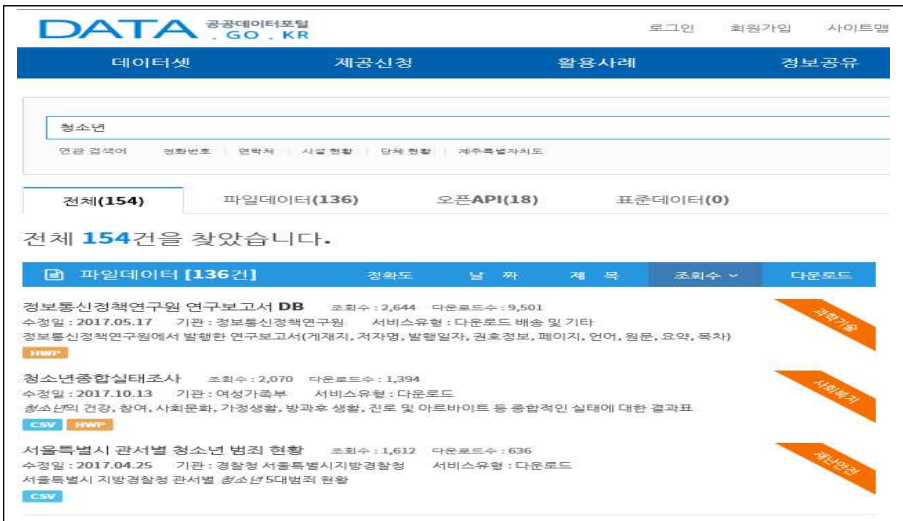 DATA 공공데이터포털
. GO . KR
로그인 회원가입 사이트맵
데이터셋 제공신청 활용사례 정보공유
청소년
연관 검색어 전화번호 연락처 시설 현황 단체 현황 제주특별자치도
전체(154) 파일데이터(136) 오픈API(18) 표준데이터(0)
전체 154건을 찾았습니다.
파일데이터 [136건] 정확도 날 짜 제 목 조회수 다운로드
정보통신정책연구원 연구보고서 DB 조회수 : 2,644 다운로드수 : 9,501
과학기술
수정일 : 2017.05.17 기관 : 정보통신정책연구원 서비스유형 : 다운로드 배송 및 기타
정보통신정책연구원에서 발행한 연구보고서(게재지, 저자명, 발행일자, 권호정보, 페이지, 언어, 원문, 요약, 목차)
HWP
청소년종합실태조사 조회수 : 2,070 다운로드수 : 1,394
사회복지
수정일 : 2017.10.13 기관 : 여성가족부 서비스유형 : 다운로드
청소년의 건강, 참여, 사회문화, 가정생활, 방과후 생활, 진로 및 아르바이트 등 종합적인 실태에 대한 결과표
CSV HWP
서울특별시 관서별 청소년 범죄 현황 조회수 : 1,612 다운로드수 : 636
재난안전
수정일 : 2017.04.25 기관 : 경찰청 서울특별시지방경찰청 서비스유형 : 다운로드
서울특별시 지방경찰청 관서별 청소년 5대범죄 현황
CSV